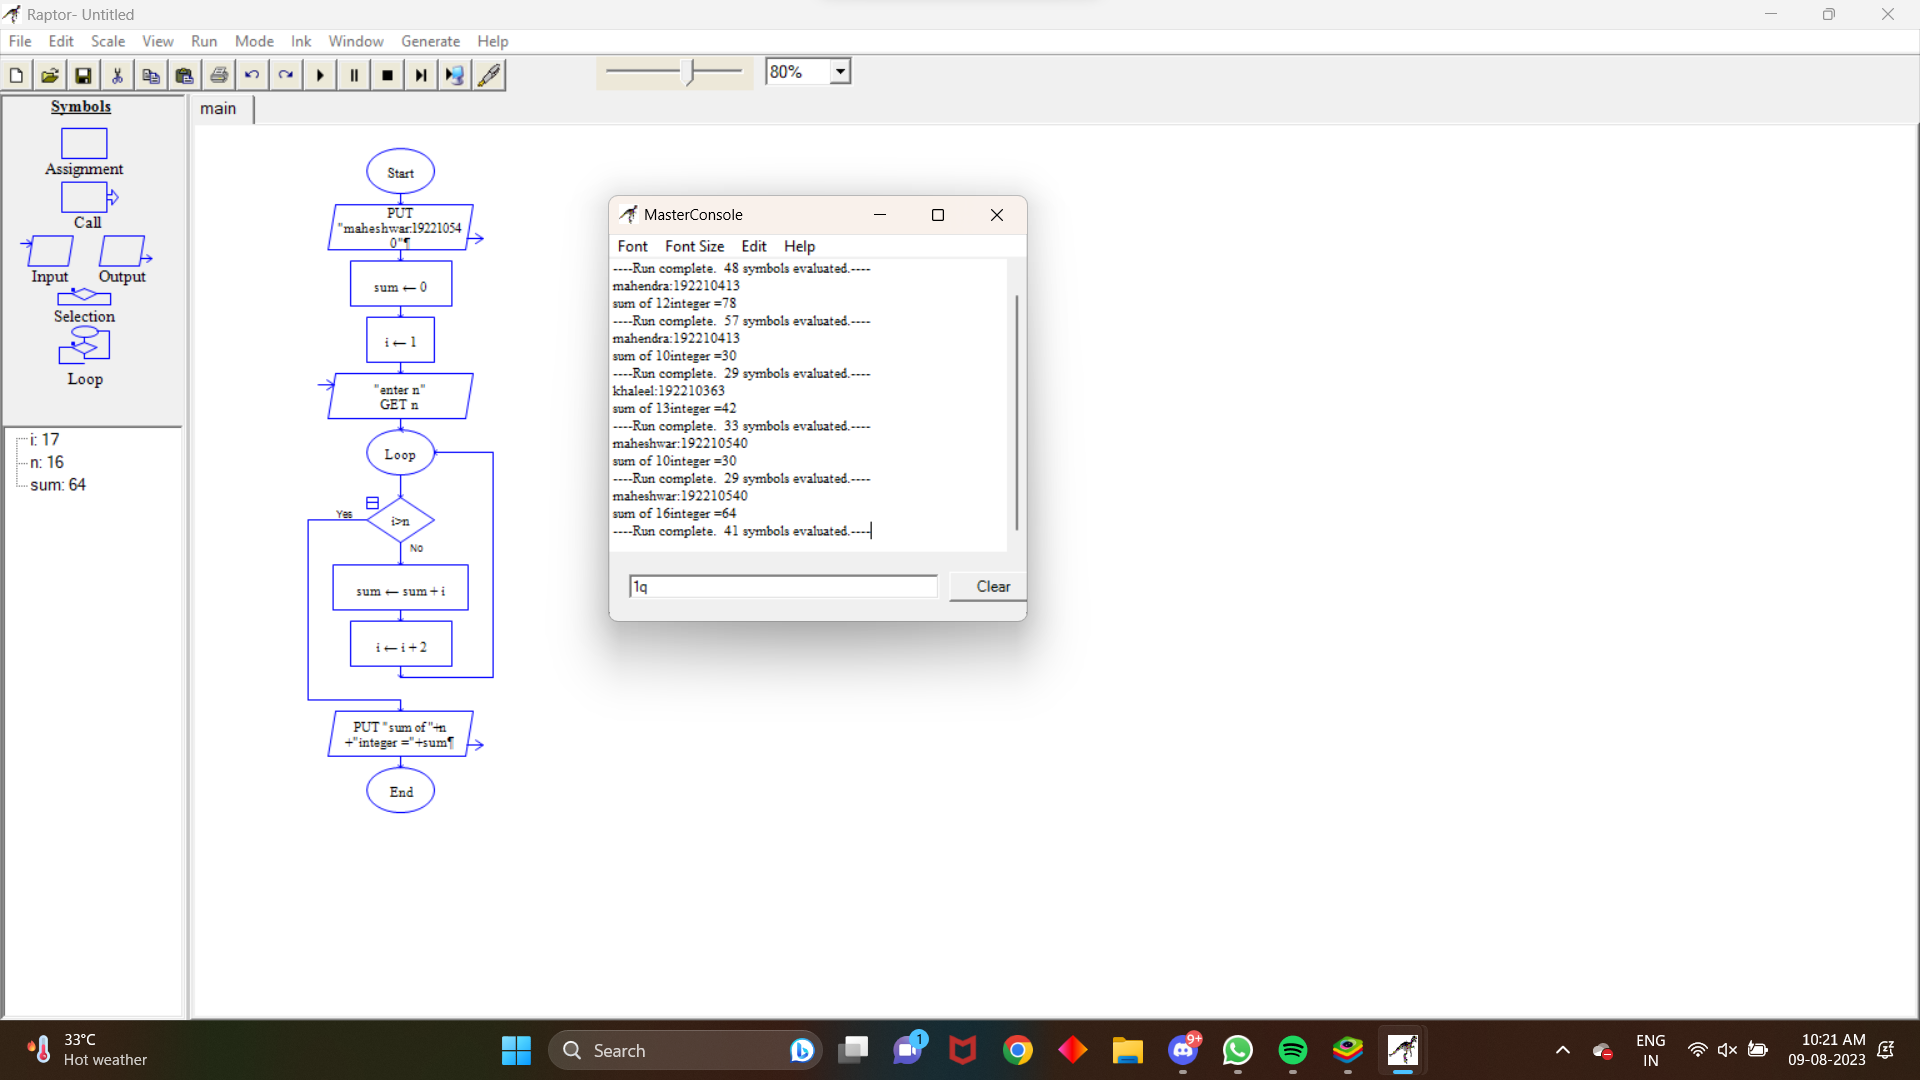 Raptor- Untitled
File Edit Scale View Run Mode Ink Window Generate Help
80%
Symbols
Assignment
Call
Input Output
Selection
Loop
i: 17
n: 16
sum: 64
main
Start
PUT
"maheshwar:19221054
0"¶
sum ← 0
i ← 1
"enter n"
GET n
Loop
Yes
i>n
No
sum ← sum + i
i ← i + 2
PUT "sum of "+n
+"integer ="+sum¶
End
MasterConsole
Font Font Size Edit Help
----Run complete. 48 symbols evaluated.----
mahendra:192210413
sum of 12integer =78
----Run complete. 57 symbols evaluated.----
mahendra:192210413
sum of 10integer =30
----Run complete. 29 symbols evaluated.----
khaleel:192210363
sum of 13integer =42
----Run complete. 33 symbols evaluated.----
maheshwar:192210540
sum of 10integer =30
----Run complete. 29 symbols evaluated.----
maheshwar:192210540
sum of 16integer =64
----Run complete. 41 symbols evaluated.----
1q
Clear
33°C
Hot weather
Search
1
9+
ENG
IN
10:21 AM
09-08-2023